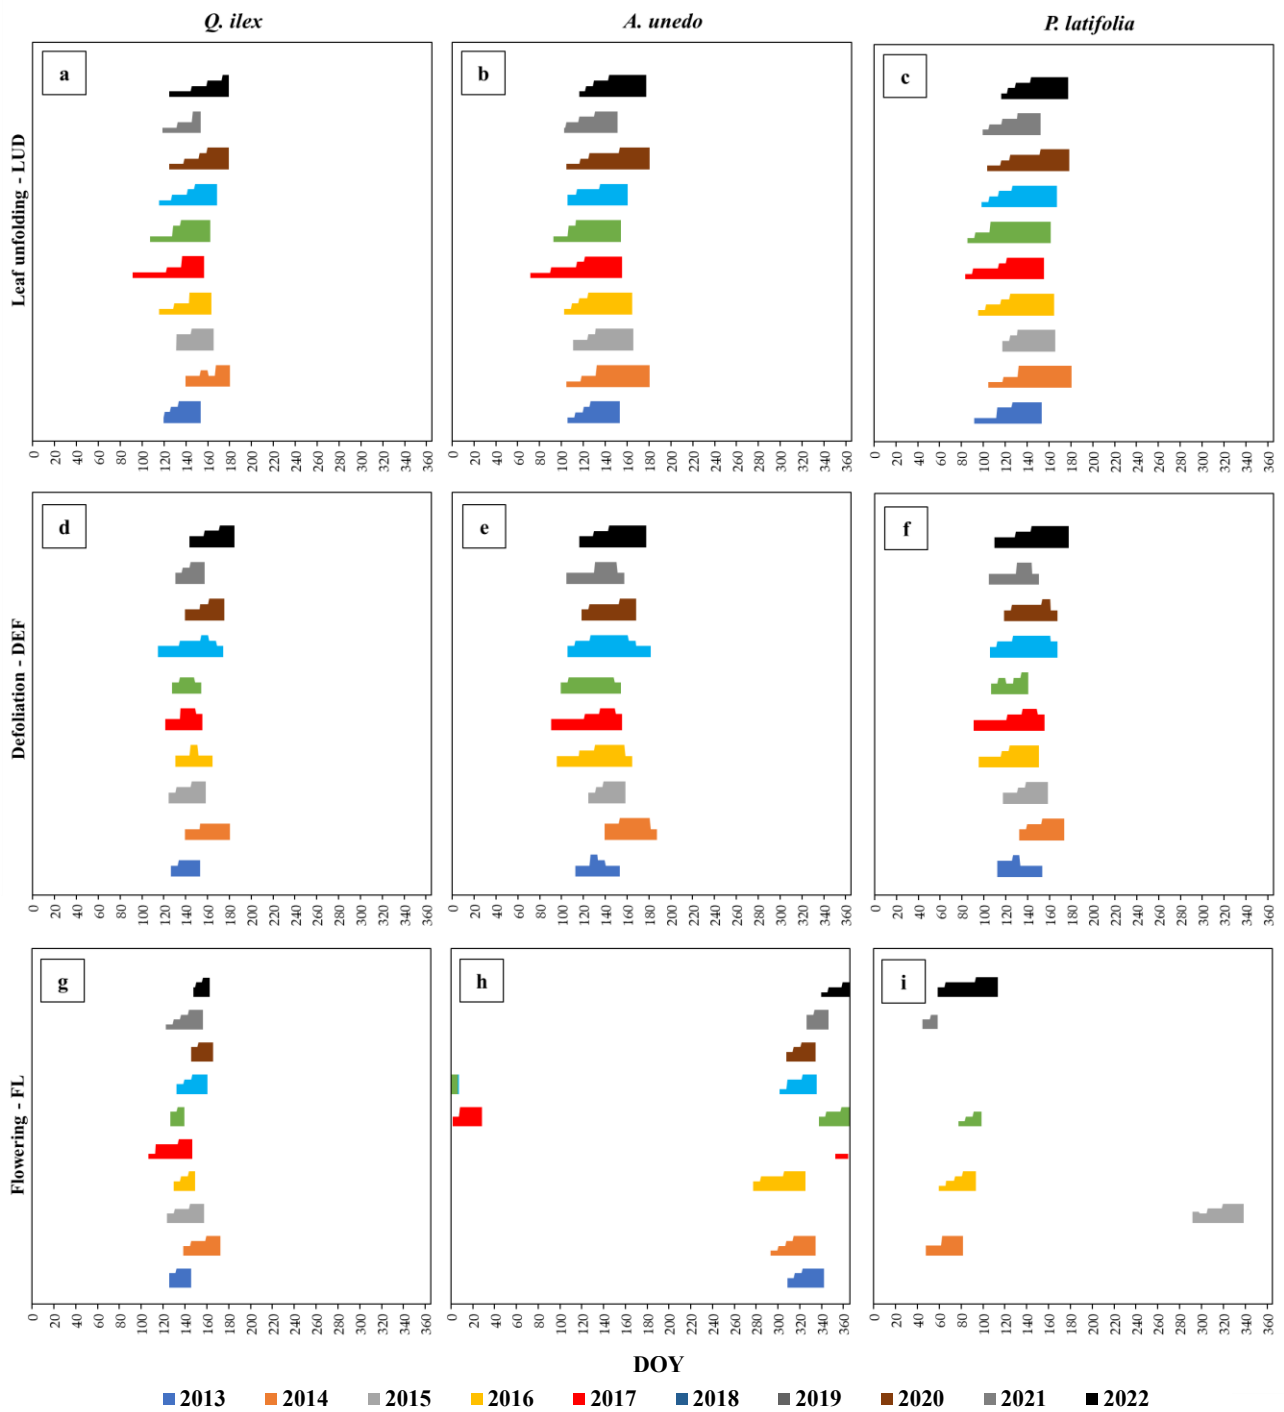 Q. ilex A. unedo P. latifolia
Leaf unfolding - LUD
a b c
0 20 40 60 80 100 120 140 160 180 200 220 240 260 280 300 320 340 360
0 20 40 60 80 100 120 140 160 180 200 220 240 260 280 300 320 340 360
0 20 40 60 80 100 120 140 160 180 200 220 240 260 280 300 320 340 360
Defoliation - DEF
d e f
0 20 40 60 80 100 120 140 160 180 200 220 240 260 280 300 320 340 360
0 20 40 60 80 100 120 140 160 180 200 220 240 260 280 300 320 340 360
0 20 40 60 80 100 120 140 160 180 200 220 240 260 280 300 320 340 360
Flowering - FL
g h i
0 20 40 60 80 100 120 140 160 180 200 220 240 260 280 300 320 340 360
0 20 40 60 80 100 120 140 160 180 200 220 240 260 280 300 320 340 360
0 20 40 60 80 100 120 140 160 180 200 220 240 260 280 300 320 340 360
DOY
2013 2014 2015 2016 2017 2018 2019 2020 2021 2022